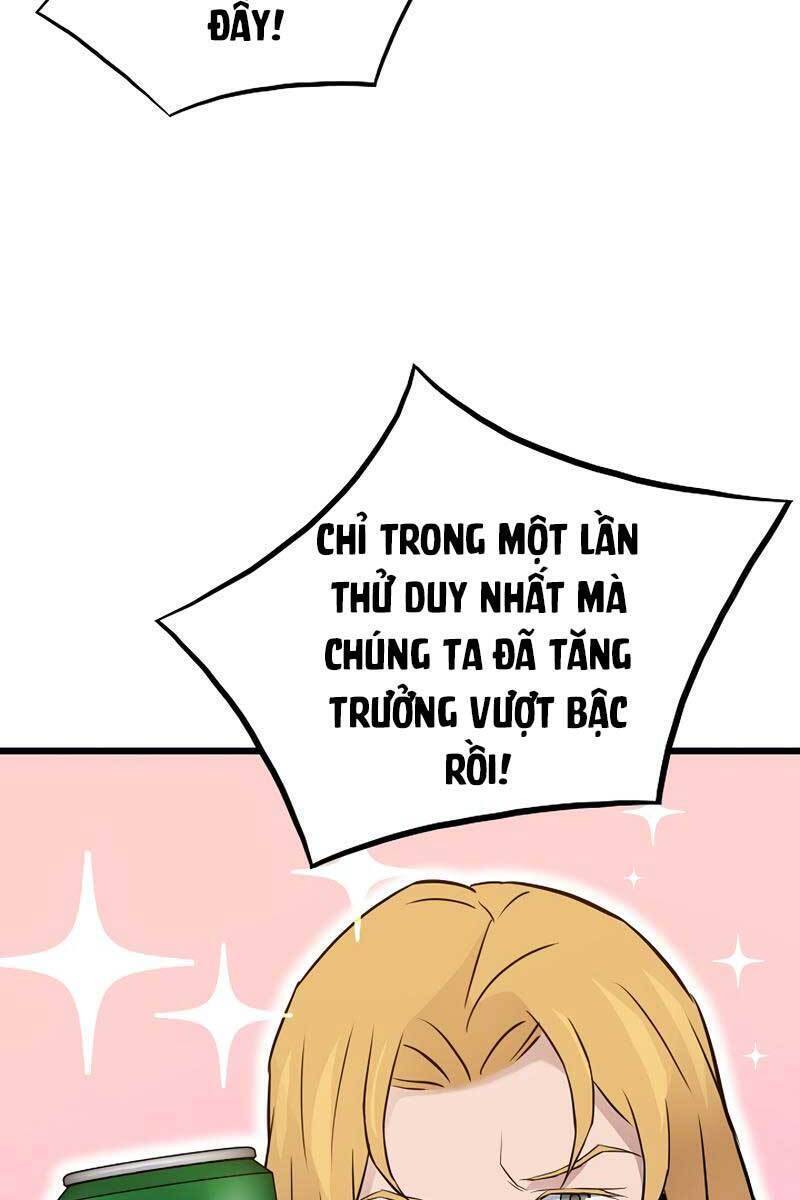 ĐÂY!
CHỈ TRONG MỘT LẦN
THỬ DUY NHẤT MÀ
CHÚNG TA ĐÃ TĂNG
TRƯỞNG VƯỢT BẬC
RỒI!